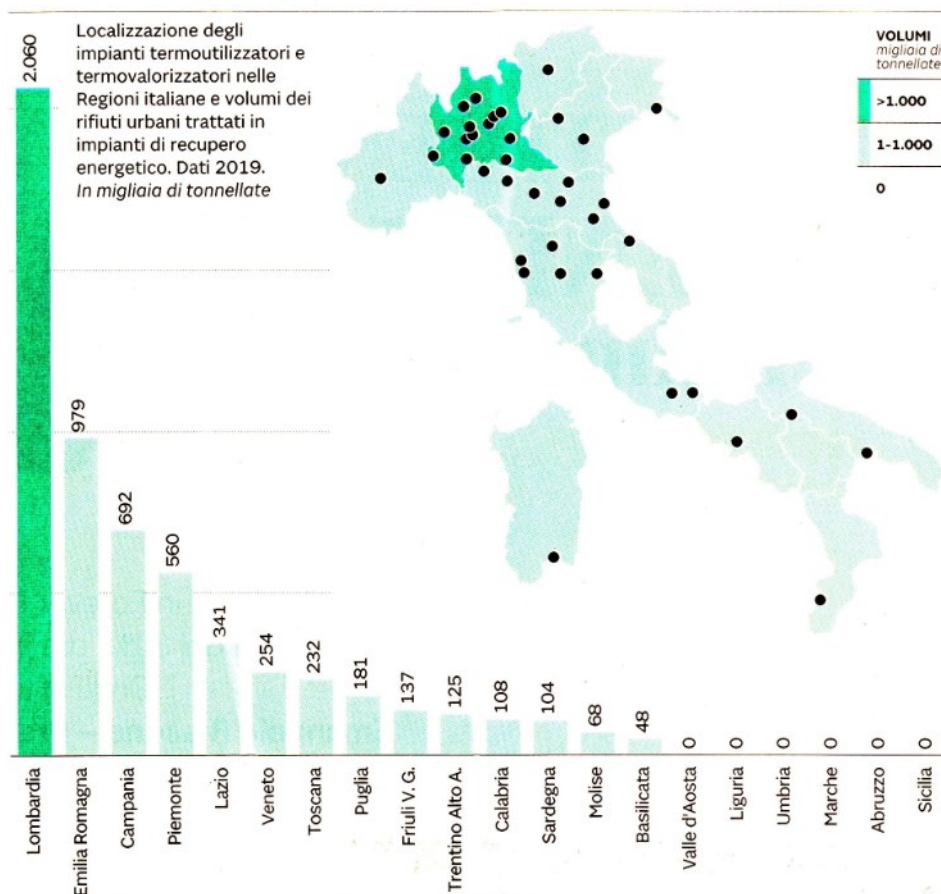 Localizzazione degli
impianti termoutilizzatori e
termovalorizzatori nelle
Regioni italiane e volumi dei
rifiuti urbani trattati in
impianti di recupero
energetico. Dati 2019.
In migliaia di tonnellate
VOLUMI
migliaia di
tonnellate
>1.000
1-1.000
0
2.060
979
692
560
341
254
232
181
137
125
108
104
68
48
0
0
0
0
0
0
Lombardia
Emilia Romagna
Campania
Piemonte
Lazio
Veneto
Toscana
Puglia
Friuli V. G.
Trentino Alto A.
Calabria
Sardegna
Molise
Basilicata
Valle d'Aosta
Liguria
Umbria
Marche
Abruzzo
Sicilia